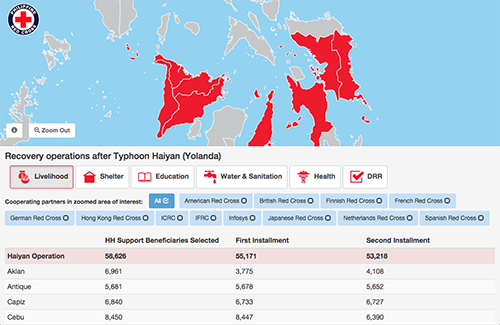 PHILIPPINE
RED CROSS
Zoom Out
Recovery operations after Typhoon Haiyan (Yolanda)
Livelihood Shelter Education Water & Sanitation Health DRR
Cooperating partners in zoomed area of interest: All American Red Cross British Red Cross Finnish Red Cross French Red Cross
German Red Cross Hong Kong Red Cross ICRC IFRC Infosys Japanese Red Cross Netherlands Red Cross Spanish Red Cross
HH Support Beneficiaries Selected First Installment Second Installment
Haiyan Operation 58,626 55,171 53,218
Aklan 6,961 3,775 4,108
Antique 5,681 5,678 5,652
Capiz 6,840 6,733 6,727
Cebu 8,450 8,447 6,390